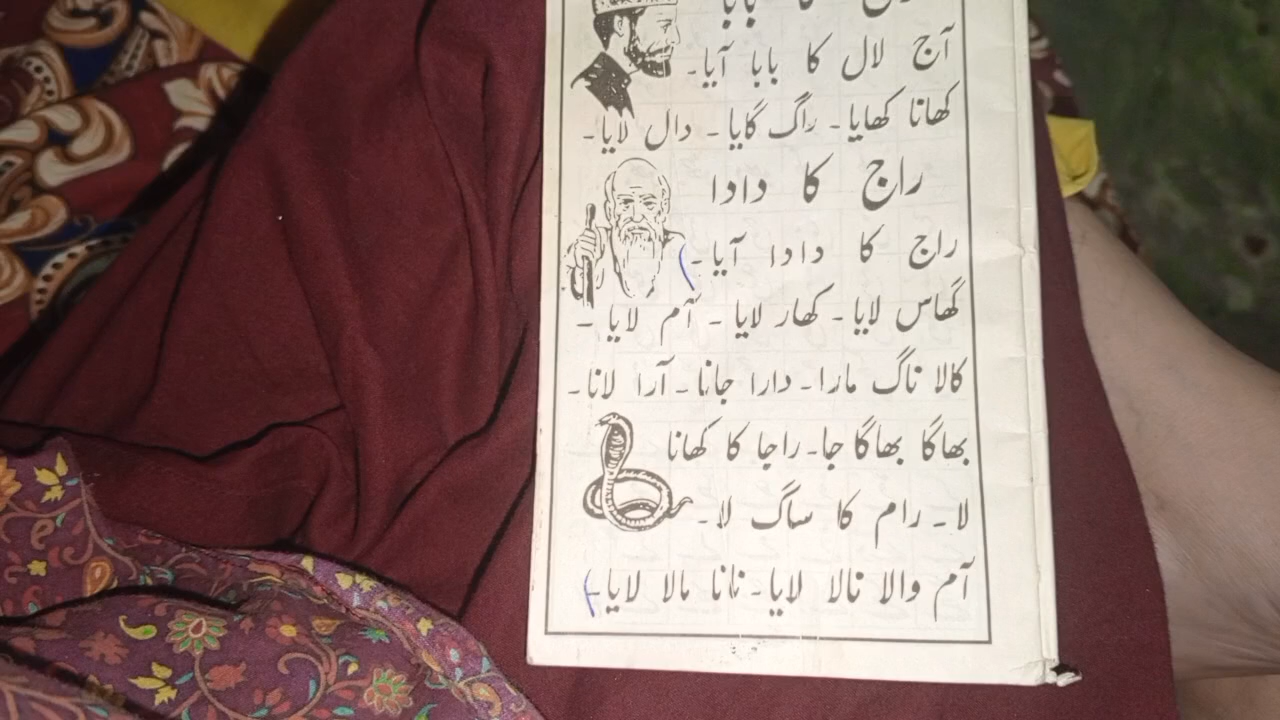 کا بابا
آج لال کا بابا آیا۔
کھانا کھایا۔ راگ گایا۔ دال لایا۔
راج کا دادا
راج کا دادا آیا۔
گھاس لایا۔ کھار لایا۔ آم لایا۔
کالا ناگ مارا۔ دارا جانا۔ آرا لانا۔
بھاگا بھاگا جا۔ راجا کا کھانا
لا۔ رام کا ساگ لا۔
آم والا نالا لایا۔ نانا مالا لایا۔